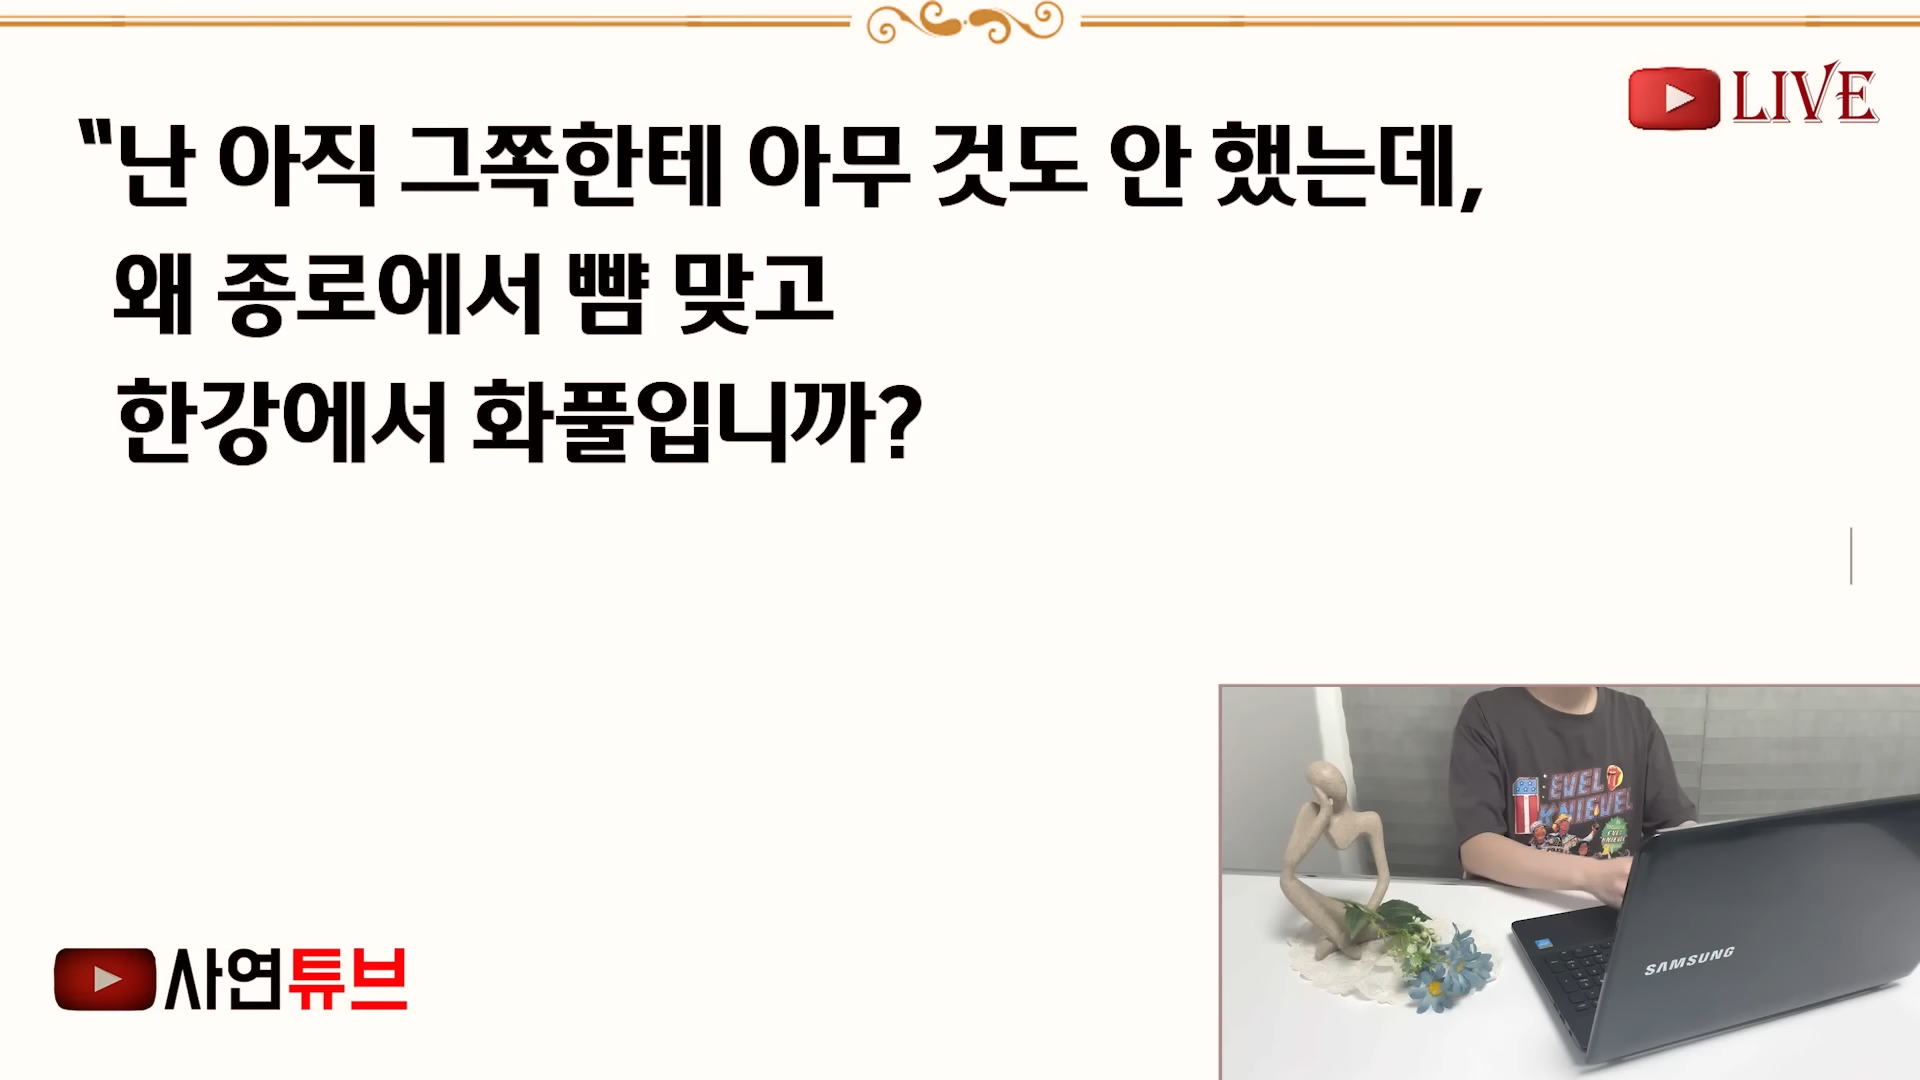 LIVE
"난 아직 그쪽한테 아무 것도 안 했는데,
왜 종로에서 뺨 맞고
한강에서 화풀입니까?
EVEL
KNIEVEL
SAMSUNG
사연튜브